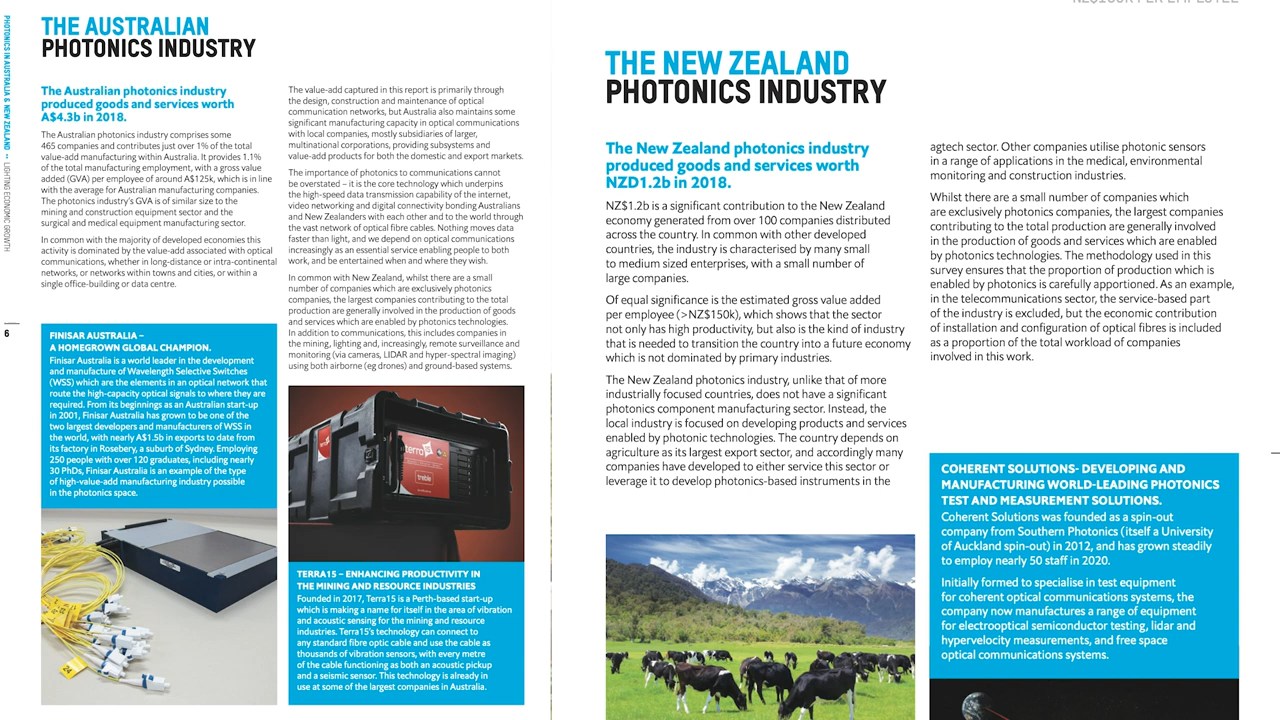 PHOTONICS IN AUSTRALIA & NEW ZEALAND •• LIGHTING ECONOMIC GROWTH
6
THE AUSTRALIAN
PHOTONICS INDUSTRY
The Australian photonics industry
produced goods and services worth
A$4.3b in 2018.
The Australian photonics industry comprises some
465 companies and contributes just over 1% of the total
value-add manufacturing within Australia. It provides 1.1%
of the total manufacturing employment, with a gross value
added (GVA) per employee of around A$125k, which is in line
with the average for Australian manufacturing companies.
The photonics industry's GVA is of similar size to the
mining and construction equipment sector and the
surgical and medical equipment manufacturing sector.
In common with the majority of developed economies this
activity is dominated by the value-add associated with optical
communications, whether in long-distance or intra-continental
networks, or networks within towns and cities, or within a
single office-building or data centre.
FINISAR AUSTRALIA –
A HOMEGROWN GLOBAL CHAMPION.
Finisar Australia is a world leader in the development
and manufacture of Wavelength Selective Switches
(WSS) which are the elements in an optical network that
route the high-capacity optical signals to where they are
required. From its beginnings as an Australian start-up
in 2001, Finisar Australia has grown to be one of the
two largest developers and manufacturers of WSS in
the world, with nearly A$1.5b in exports to date from
its factory in Rosebery, a suburb of Sydney. Employing
250 people with over 120 graduates, including nearly
30 PhDs, Finisar Australia is an example of the type
of high-value-add manufacturing industry possible
in the photonics space.
24
The value-add captured in this report is primarily through
the design, construction and maintenance of optical
communication networks, but Australia also maintains some
significant manufacturing capacity in optical communications
with local companies, mostly subsidiaries of larger,
multinational corporations, providing subsystems and
value-add products for both the domestic and export markets.
The importance of photonics to communications cannot
be overstated – it is the core technology which underpins
the high-speed data transmission capability of the internet,
video networking and digital connectivity bonding Australians
and New Zealanders with each other and to the world through
the vast network of optical fibre cables. Nothing moves data
faster than light, and we depend on optical communications
increasingly as an essential service enabling people to both
work, and be entertained when and where they wish.
In common with New Zealand, whilst there are a small
number of companies which are exclusively photonics
companies, the largest companies contributing to the total
production are generally involved in the production of goods
and services which are enabled by photonics technologies.
In addition to communications, this includes companies in
the mining, lighting and, increasingly, remote surveillance and
monitoring (via cameras, LIDAR and hyper-spectral imaging)
using both airborne (eg drones) and ground-based systems.
terra15
treble
TERRA15 – ENHANCING PRODUCTIVITY IN
THE MINING AND RESOURCE INDUSTRIES
Founded in 2017, Terra15 is a Perth-based start-up
which is making a name for itself in the area of vibration
and acoustic sensing for the mining and resource
industries. Terra15's technology can connect to
any standard fibre optic cable and use the cable as
thousands of vibration sensors, with every metre
of the cable functioning as both an acoustic pickup
and a seismic sensor. This technology is already in
use at some of the largest companies in Australia.
THE NEW ZEALAND
PHOTONICS INDUSTRY
The New Zealand photonics industry
produced goods and services worth
NZD1.2b in 2018.
NZ$1.2b is a significant contribution to the New Zealand
economy generated from over 100 companies distributed
across the country. In common with other developed
countries, the industry is characterised by many small
to medium sized enterprises, with a small number of
large companies.
Of equal significance is the estimated gross value added
per employee (>NZ$150k), which shows that the sector
not only has high productivity, but also is the kind of industry
that is needed to transition the country into a future economy
which is not dominated by primary industries.
The New Zealand photonics industry, unlike that of more
industrially focused countries, does not have a significant
photonics component manufacturing sector. Instead, the
local industry is focused on developing products and services
enabled by photonic technologies. The country depends on
agriculture as its largest export sector, and accordingly many
companies have developed to either service this sector or
leverage it to develop photonics-based instruments in the
agtech sector. Other companies utilise photonic sensors
in a range of applications in the medical, environmental
monitoring and construction industries.
Whilst there are a small number of companies which
are exclusively photonics companies, the largest companies
contributing to the total production are generally involved
in the production of goods and services which are enabled
by photonics technologies. The methodology used in this
survey ensures that the proportion of production which is
enabled by photonics is carefully apportioned. As an example,
in the telecommunications sector, the service-based part
of the industry is excluded, but the economic contribution
of installation and configuration of optical fibres is included
as a proportion of the total workload of companies
involved in this work.
COHERENT SOLUTIONS- DEVELOPING AND
MANUFACTURING WORLD-LEADING PHOTONICS
TEST AND MEASUREMENT SOLUTIONS.
Coherent Solutions was founded as a spin-out
company from Southern Photonics (itself a University
of Auckland spin-out) in 2012, and has grown steadily
to employ nearly 50 staff in 2020.
Initially formed to specialise in test equipment
for coherent optical communications systems, the
company now manufactures a range of equipment
for electrooptical semiconductor testing, lidar and
hypervelocity measurements, and free space
optical communications systems.